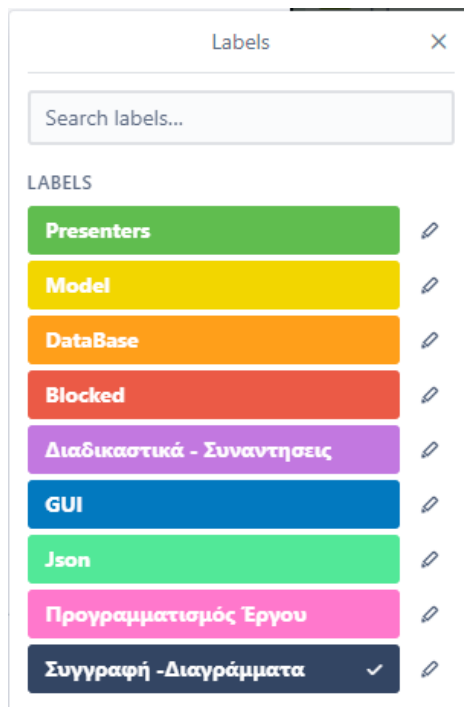 Labels
Search labels...
LABELS
Presenters
Model
DataBase
Blocked
Διαδικαστικά - Συναντησεις
GUI
Json
Προγραμματισμός Έργου
Συγγραφή -Διαγράμματα